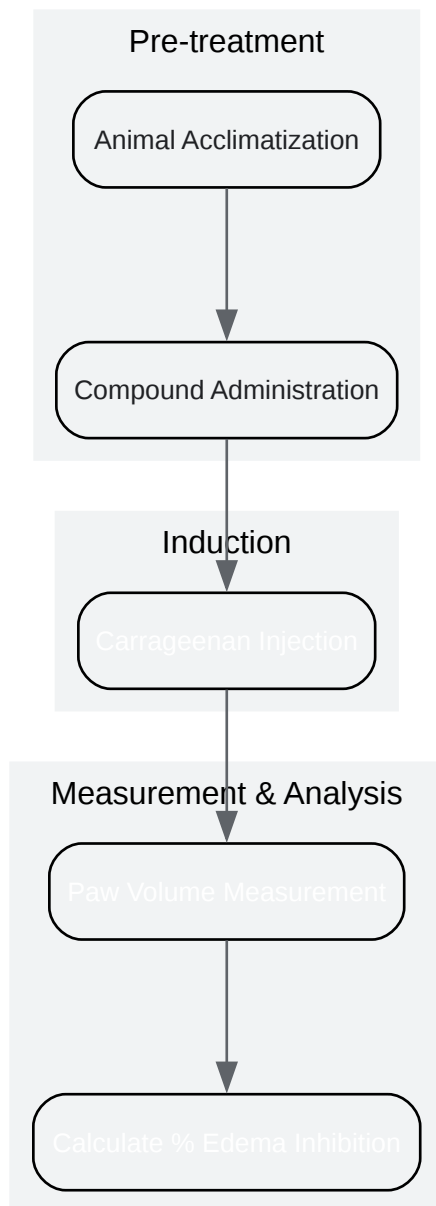 Pre-treatment
Animal Acclimatization
Compound Administration
Induction
Carrageenan Injection
Measurement & Analysis
Paw Volume Measurement
Calculate % Edema Inhibition